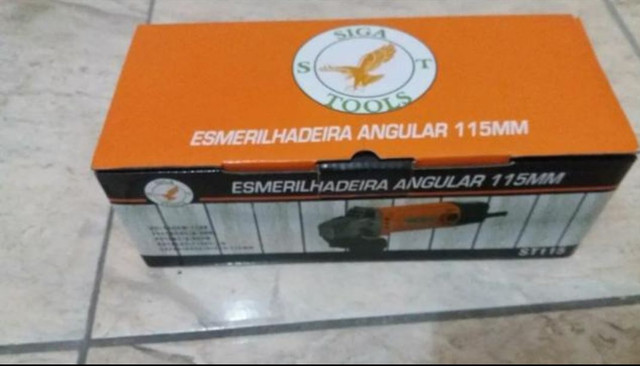 SIGA
S T
TOOLS
ESMERILHADEIRA ANGULAR 115MM
ESMERILHADEIRA ANGULAR 115MM
ST115